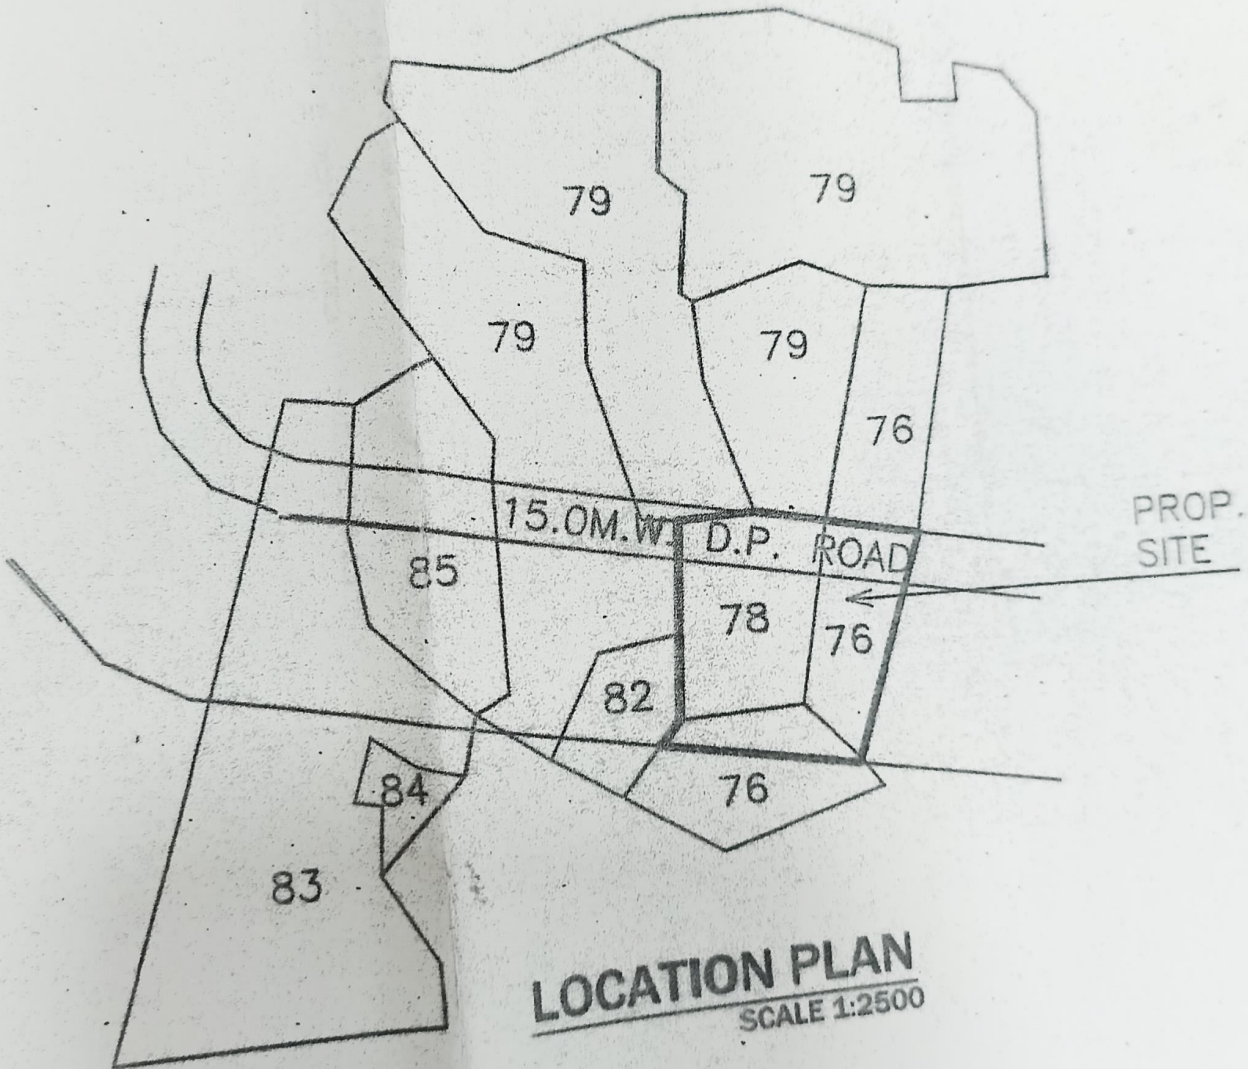 79
79
79
79
76
15.0M.W. D.P. ROAD
PROP.
SITE
85
78
76
82
84
76
83
LOCATION PLAN
SCALE 1:2500